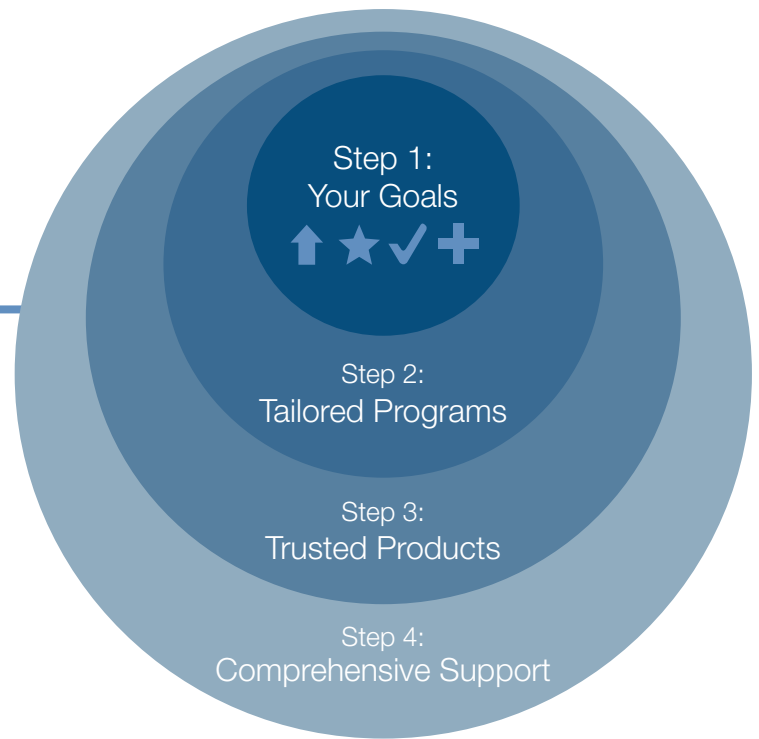 Step 1:
Your Goals
Step 2:
Tailored Programs
Step 3:
Trusted Products
Step 4:
Comprehensive Support